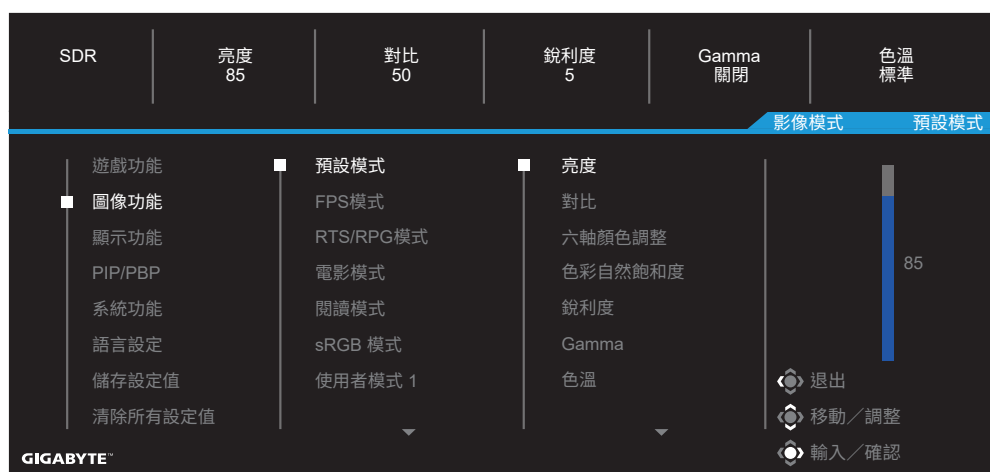 SDR
亮度
85
對比
50
銳利度
5
Gamma
關閉
色溫
標準
影像模式
預設模式
遊戲功能
圖像功能
顯示功能
PIP/PBP
系統功能
語言設定
儲存設定值
清除所有設定值
預設模式
FPS模式
RTS/RPG模式
電影模式
閱讀模式
sRGB 模式
使用者模式 1
亮度
對比
六軸顏色調整
色彩自然飽和度
銳利度
Gamma
色溫
85
退出
移動／調整
輸入／確認
GIGABYTE™